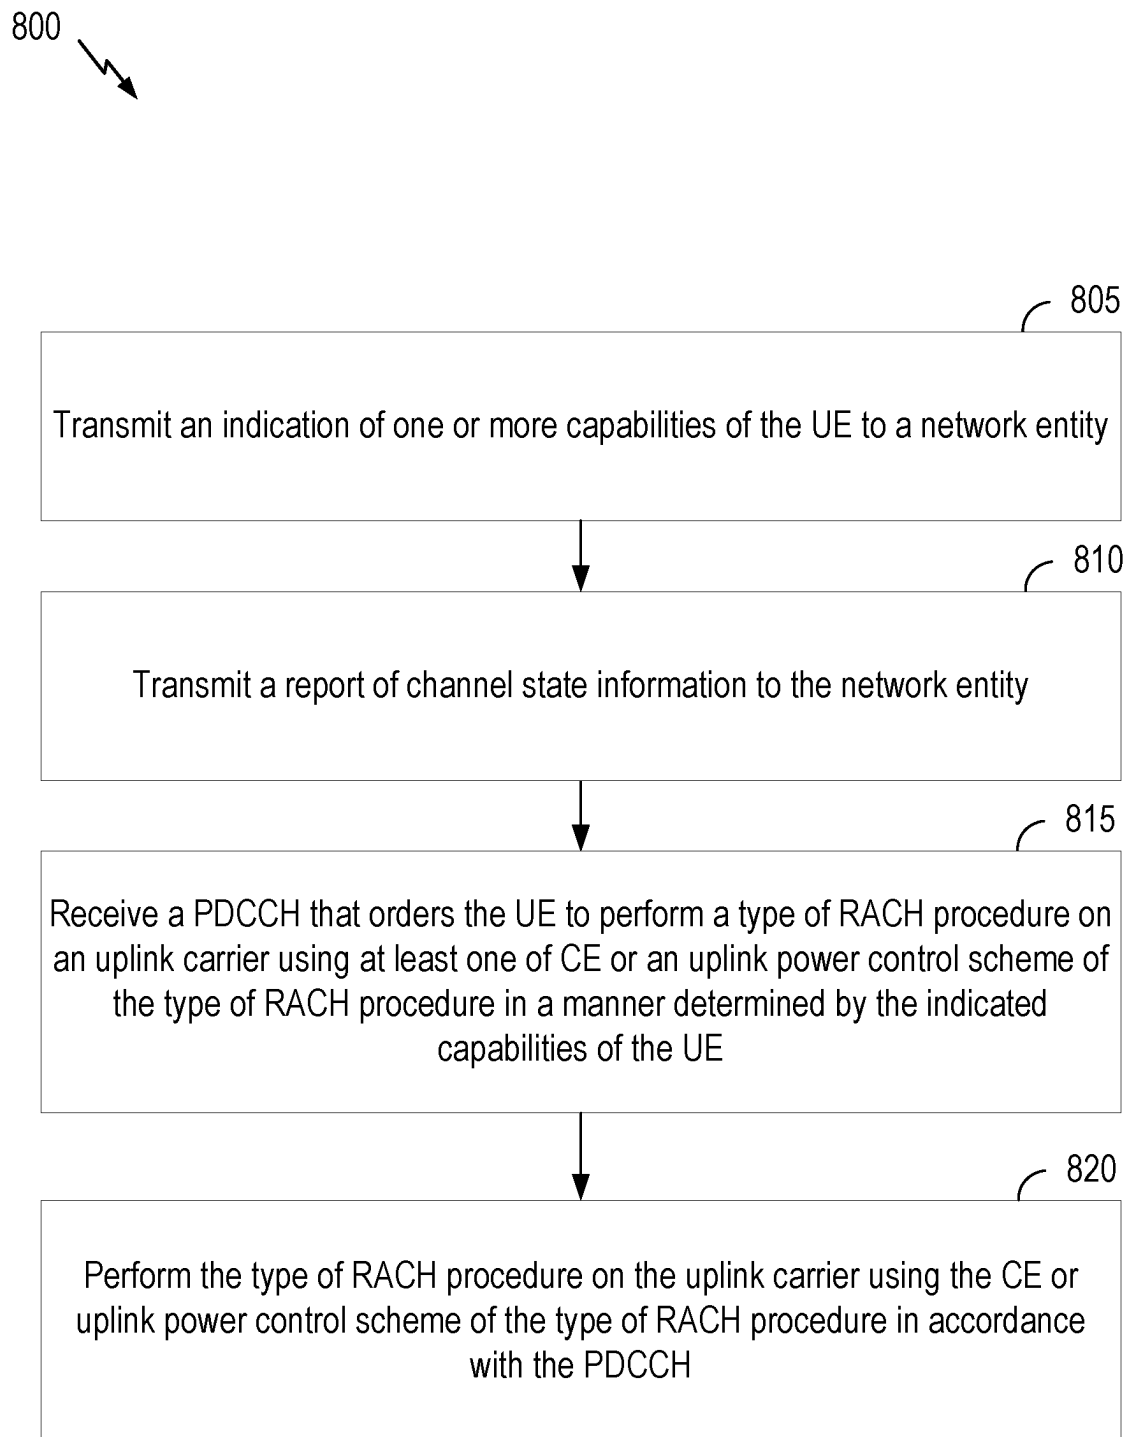 800
805
Transmit an indication of one or more capabilities of the UE to a network entity
810
Transmit a report of channel state information to the network entity
815
Receive a PDCCH that orders the UE to perform a type of RACH procedure on
an uplink carrier using at least one of CE or an uplink power control scheme of
the type of RACH procedure in a manner determined by the indicated
capabilities of the UE
820
Perform the type of RACH procedure on the uplink carrier using the CE or
uplink power control scheme of the type of RACH procedure in accordance
with the PDCCH